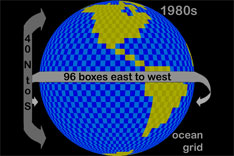 1980s
40 N to S
96 boxes east to west
ocean
grid